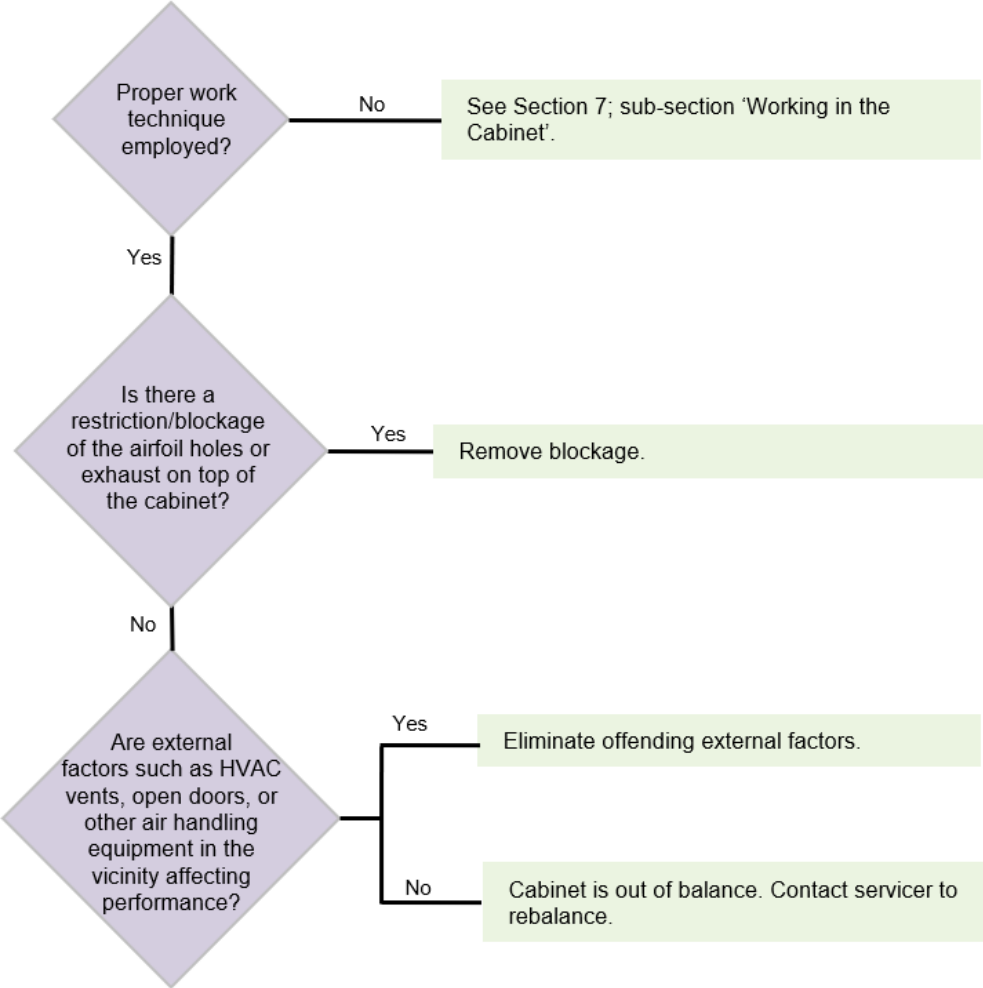 Proper work
technique
employed?
No
See Section 7; sub-section ‘Working in the
Cabinet’.
Yes
Is there a
restriction/blockage
of the airfoil holes or
exhaust on top of
the cabinet?
Yes
Remove blockage.
No
Are external
factors such as HVAC
vents, open doors, or
other air handling
equipment in the
vicinity affecting
performance?
Yes
Eliminate offending external factors.
No
Cabinet is out of balance. Contact servicer to
rebalance.